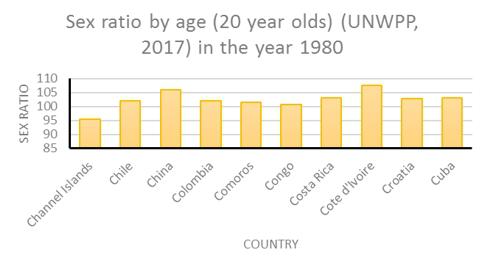 Sex ratio by age (20 year olds) (UNWPP,
2017) in the year 1980
SEX RATIO
110
105
100
95
90
85
Channel Islands
Chile
China
Colombia
Comoros
Congo
Costa Rica
Cote d'Ivoire
Croatia
Cuba
COUNTRY